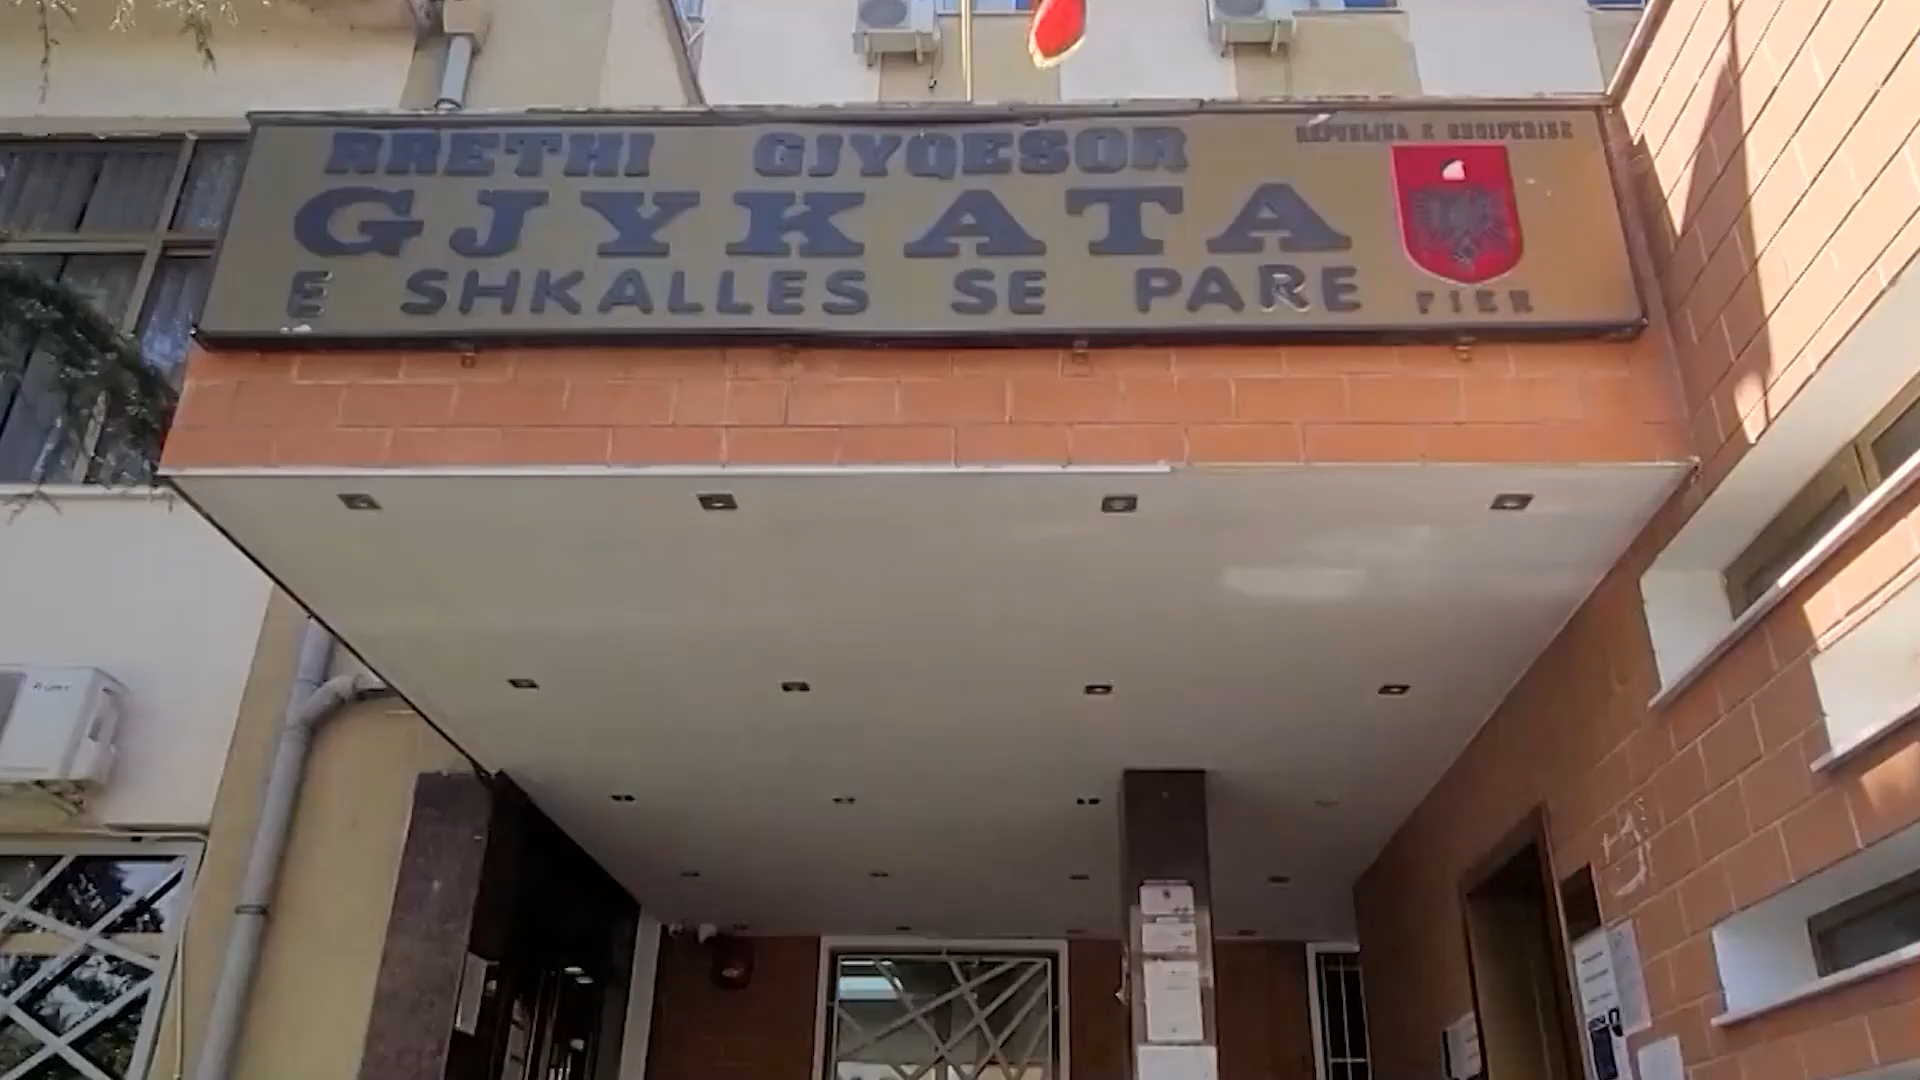 RRETHI GJYQESOR
GJYKATA
E SHKALLES SE PARE
REPUBLIKA E SHQIPERISE
FIER